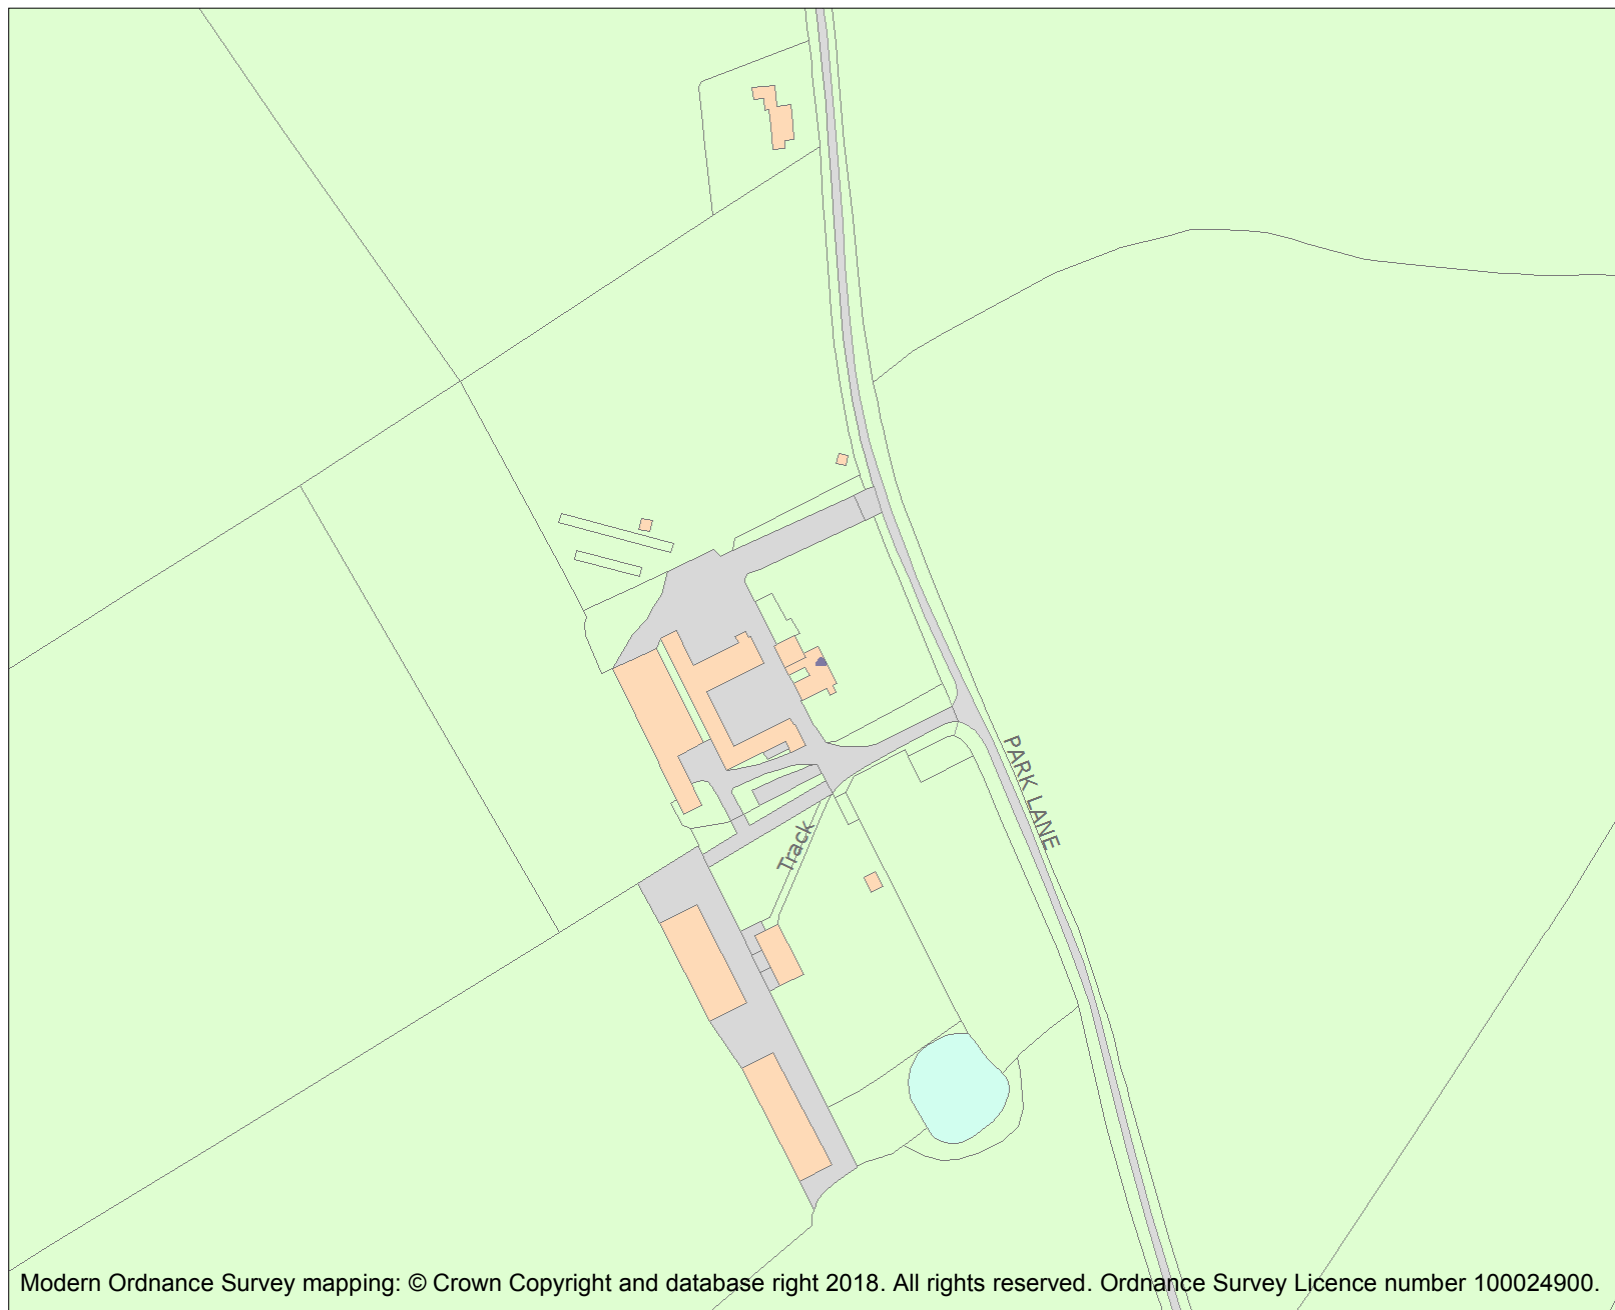 PARK LANE
Track
Modern Ordnance Survey mapping: © Crown Copyright and database right 2018. All rights reserved. Ordnance Survey Licence number 100024900.